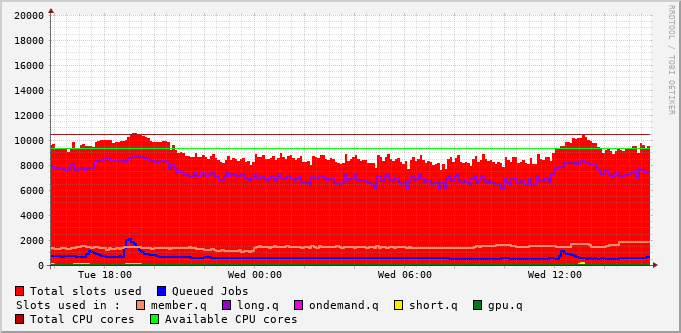 20000
18000
16000
14000
12000
10000
8000
6000
4000
2000
0
Tue 18:00 Wed 00:00 Wed 06:00 Wed 12:00
RRDTOOL / TOBI OETIKER
Total slots used Queued Jobs
Slots used in : member.q long.q ondemand.q short.q gpu.q
Total CPU cores Available CPU cores